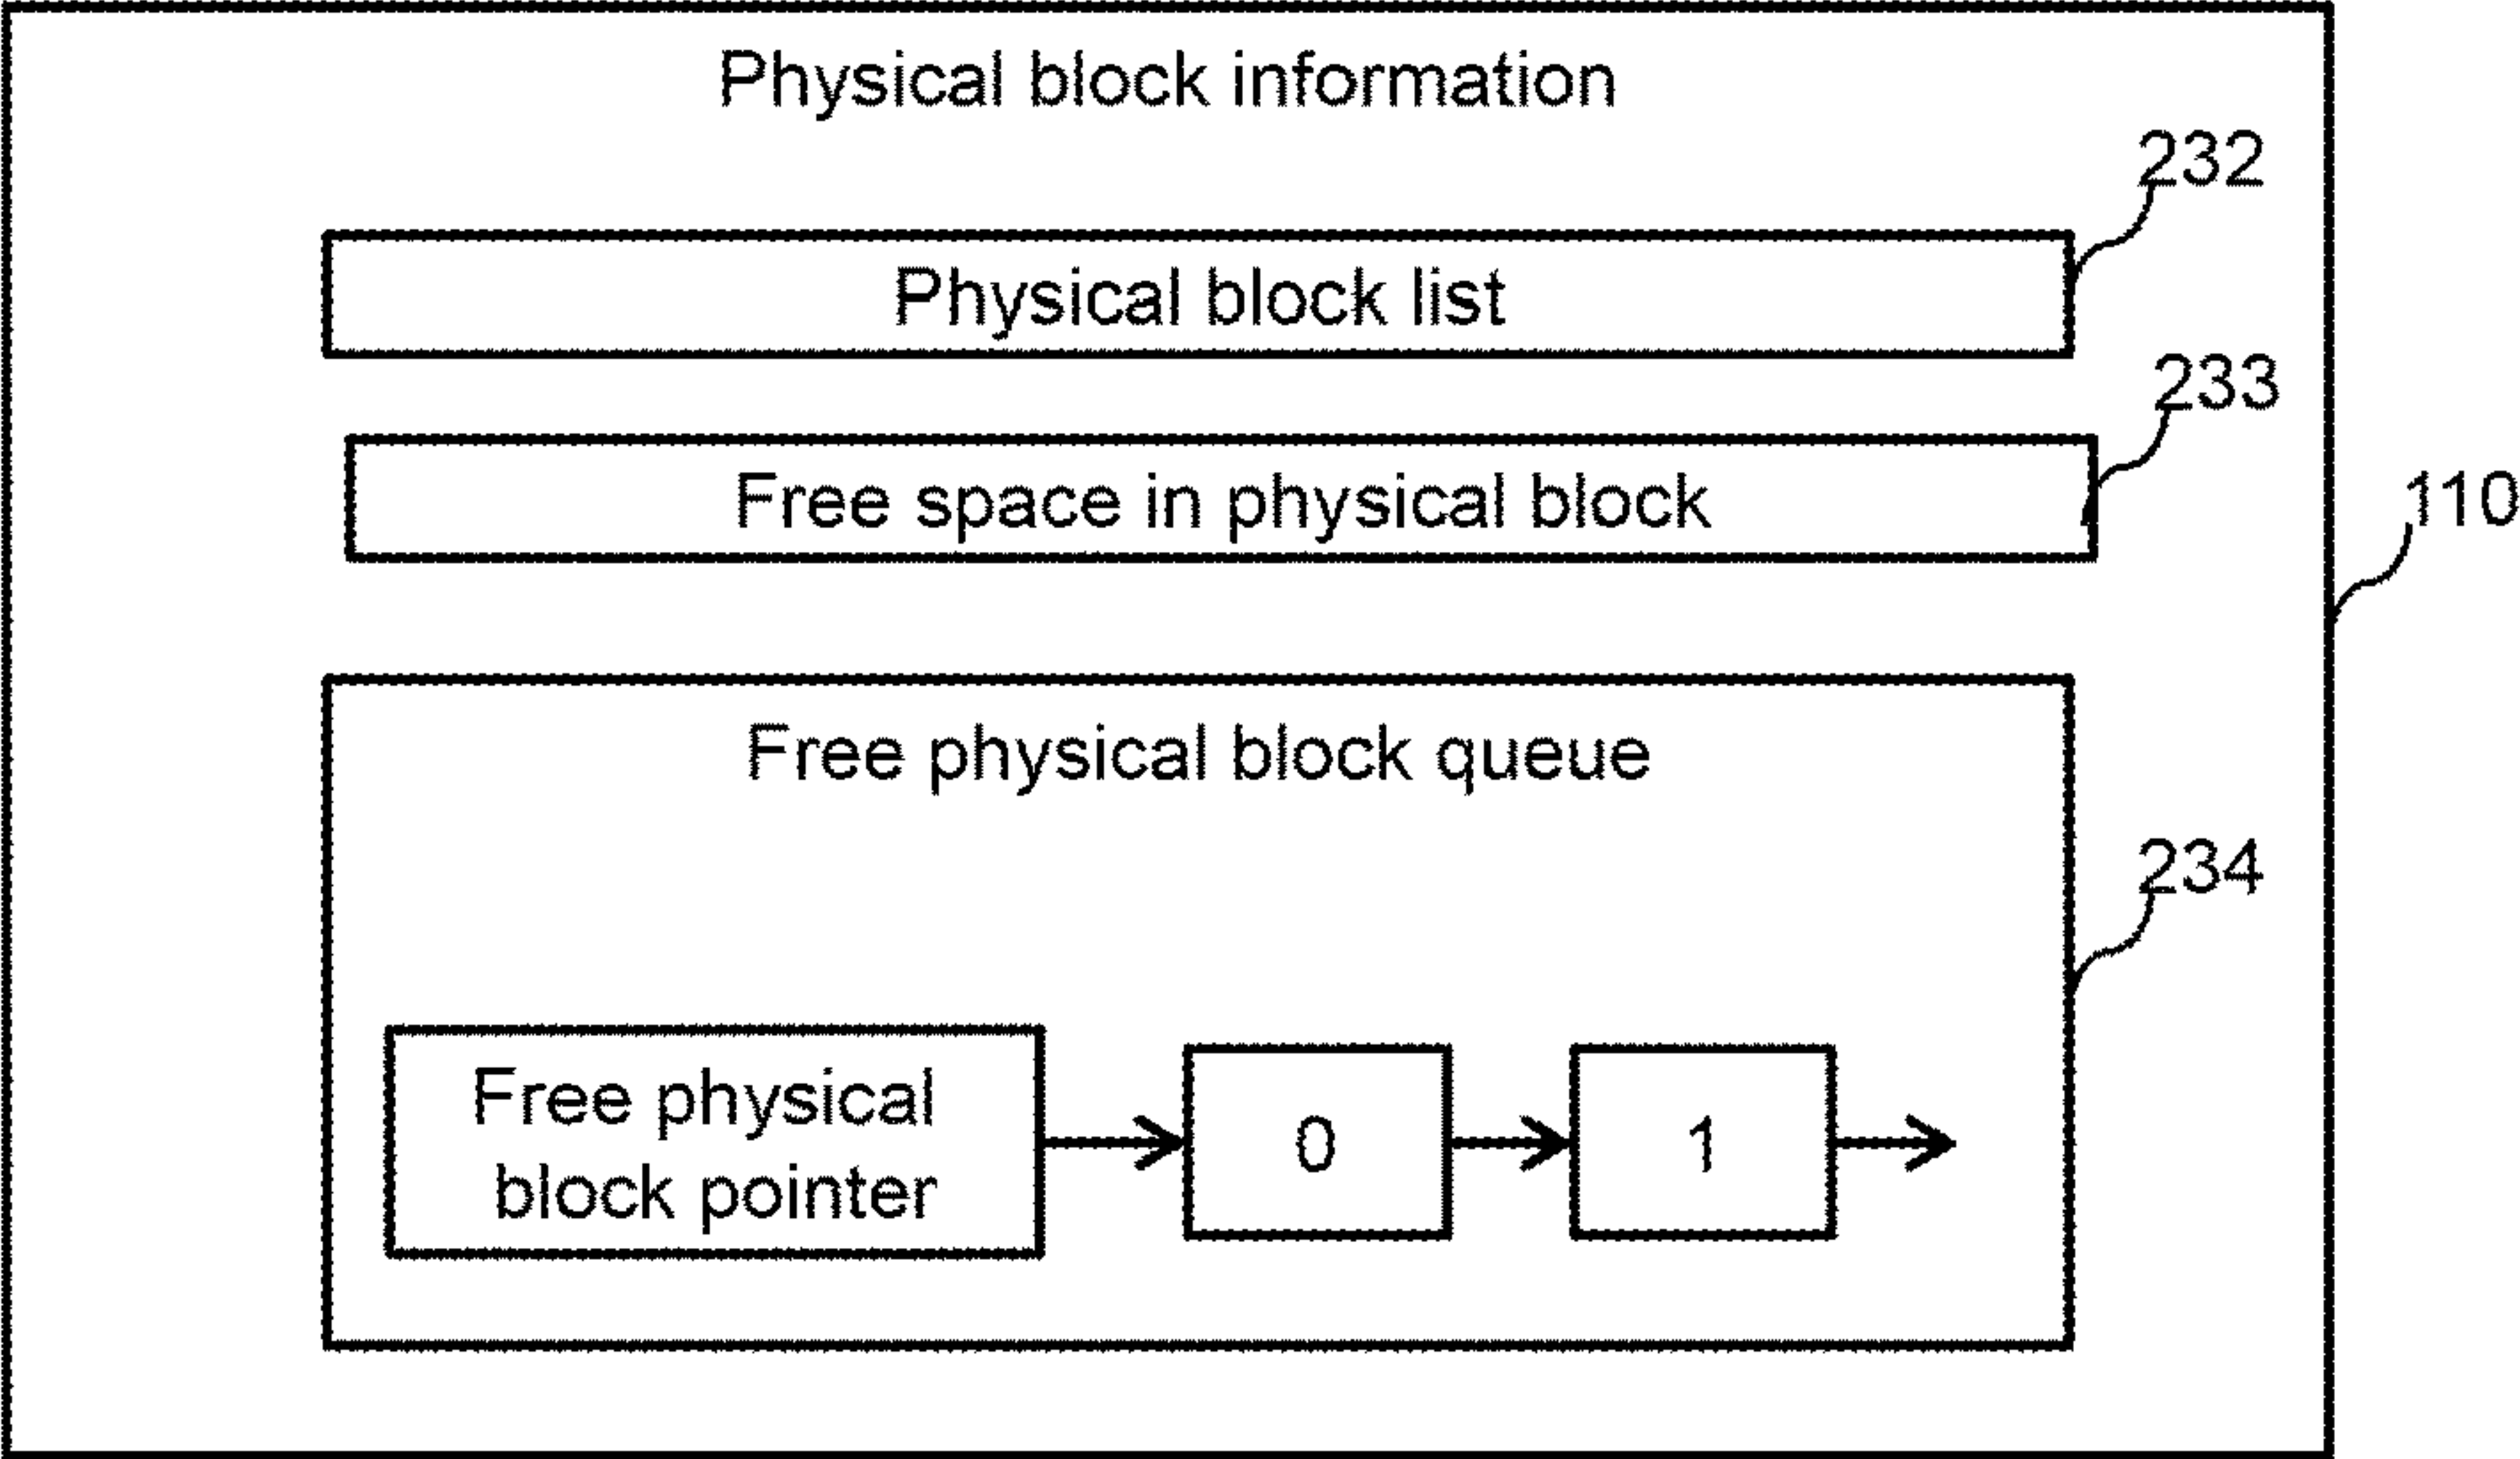 Physical block information
232
Physical block list
233
Free space in physical block
110
Free physical block queue
234
Free physical
block pointer
0
1